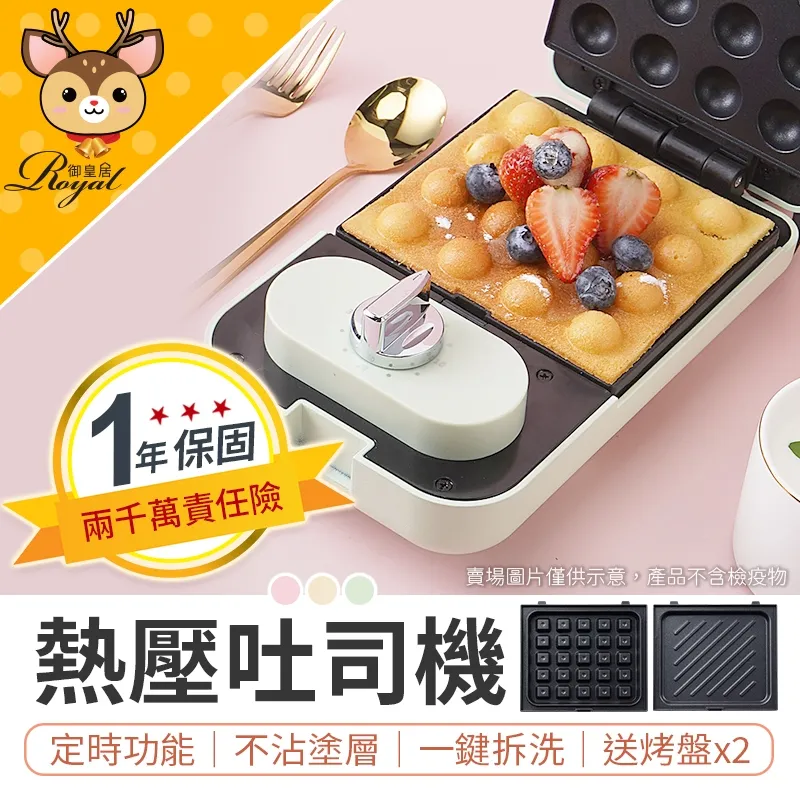 御皇居
Royal
1年保固
兩千萬責任險
賣場圖片僅供示意，產品不含檢疫物
熱壓吐司機
定時功能｜不沾塗層｜一鍵拆洗｜送烤盤x2